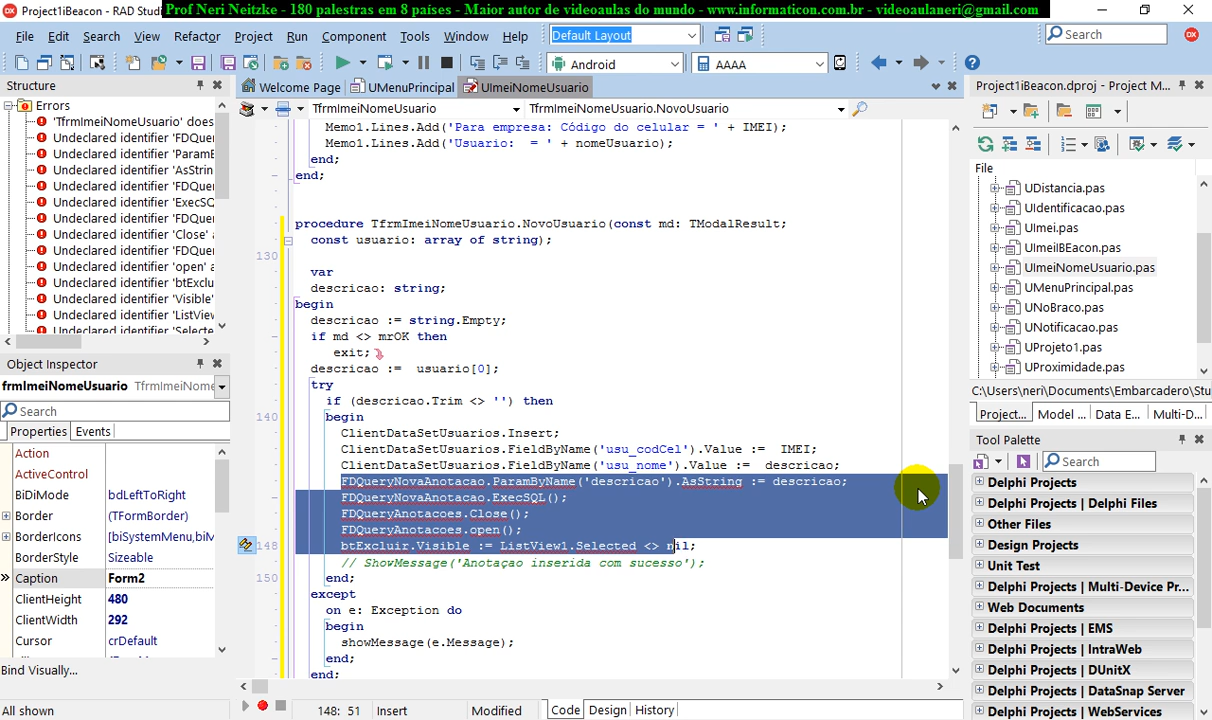 Project1iBeacon - RAD Studi
Prof Neri Neitzke - 180 palestras em 8 países - Maior autor de videoaulas do mundo - www.informaticon.com.br - videoaulaneri@gmail.com
File Edit Search View Refactor Project Run Component Tools Window Help
Default Layout
Search
Android
AAAA
Structure
Errors
'TfrmImeiNomeUsuario' does
Undeclared identifier 'FDQuer
Undeclared identifier 'ParamB
Undeclared identifier 'AsStrin
Undeclared identifier 'FDQuer
Undeclared identifier 'ExecSQ
Undeclared identifier 'FDQuer
Undeclared identifier 'Close' a
Undeclared identifier 'FDQuer
Undeclared identifier 'open' a
Undeclared identifier 'btExclu
Undeclared identifier 'Visible'
Undeclared identifier 'ListView
Undeclared identifier 'Selecte
Object Inspector
frmImeiNomeUsuario TfrmImeiNome
Search
Properties Events
Action
ActiveControl
BiDiMode bdLeftToRight
Border (TFormBorder)
BorderIcons [biSystemMenu,biM
BorderStyle Sizeable
Caption Form2
ClientHeight 480
ClientWidth 292
Cursor crDefault
Bind Visually...
All shown
Welcome Page UMenuPrincipal UImeiNomeUsuario
TfrmImeiNomeUsuario TfrmImeiNomeUsuario.NovoUsuario
Memo1.Lines.Add('Para empresa: Código do celular = ' + IMEI);
Memo1.Lines.Add('Usuario: = ' + nomeUsuario);
end;
end;
procedure TfrmImeiNomeUsuario.NovoUsuario(const md: TModalResult;
const usuario: array of string);
130
var
descricao: string;
begin
descricao := string.Empty;
if md <> mrOK then
exit;
descricao := usuario[0];
try
if (descricao.Trim <> '') then
140 begin
ClientDataSetUsuarios.Insert;
ClientDataSetUsuarios.FieldByName('usu_codCel').Value := IMEI;
ClientDataSetUsuarios.FieldByName('usu_nome').Value := descricao;
FDQueryNovaAnotacao.ParamByName('descricao').AsString := descricao;
FDQueryNovaAnotacao.ExecSQL();
FDQueryAnotacoes.Close();
FDQueryAnotacoes.open();
148 btExcluir.Visible := ListView1.Selected <> nil;
// ShowMessage('Anotaçao inserida com sucesso');
150 end;
except
on e: Exception do
begin
showMessage(e.Message);
end;
end;
148: 51 Insert Modified Code Design History
Project1iBeacon.dproj - Project M...
File
UDistancia.pas
UIdentificacao.pas
UImei.pas
UImeiIBEacon.pas
UImeiNomeUsuario.pas
UMenuPrincipal.pas
UNoBraco.pas
UNotificacao.pas
UProjeto1.pas
UProximidade.pas
C:\Users\neri\Documents\Embarcadero\Stu
Project... Model ... Data E... Multi-D...
Tool Palette
Search
Delphi Projects
Delphi Projects | Delphi Files
Other Files
Design Projects
Unit Test
Delphi Projects | Multi-Device Pr...
Web Documents
Delphi Projects | EMS
Delphi Projects | IntraWeb
Delphi Projects | DUnitX
Delphi Projects | DataSnap Server
Delphi Projects | WebServices